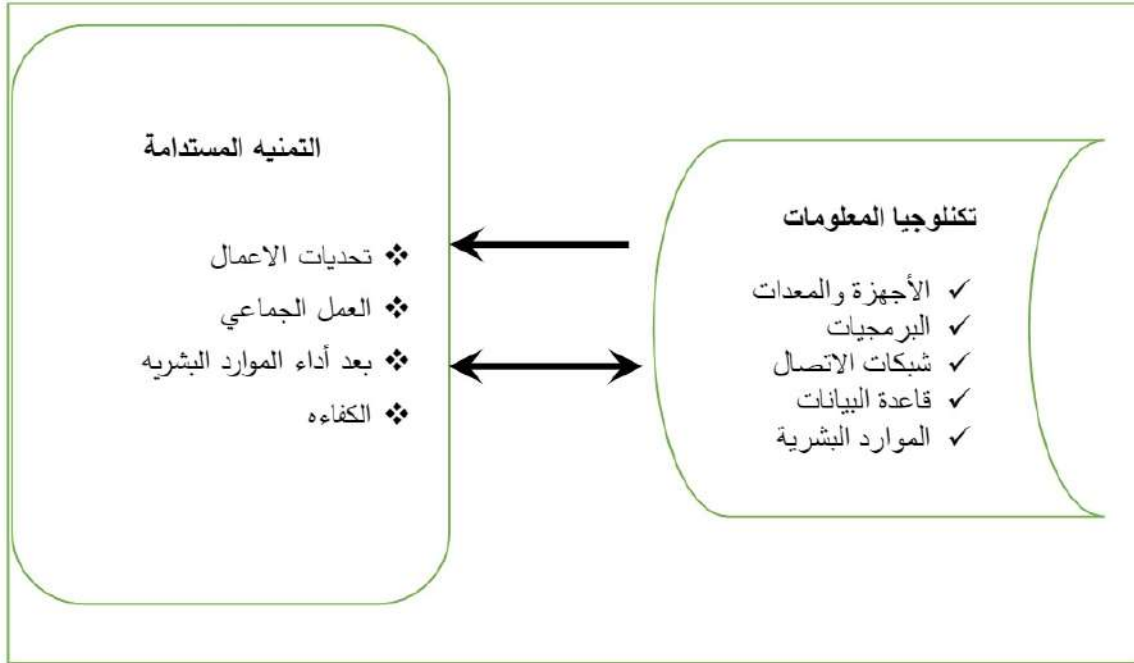 تكنلوجيا المعلومات
✓ الأجهزة والمعدات
✓ البرمجيات
✓ شبكات الاتصال
✓ قاعدة البيانات
✓ الموارد البشرية
التمنيه المستدامة
❖ تحديات الاعمال
❖ العمل الجماعي
❖ بعد أداء الموارد البشريه
❖ الكفاءه